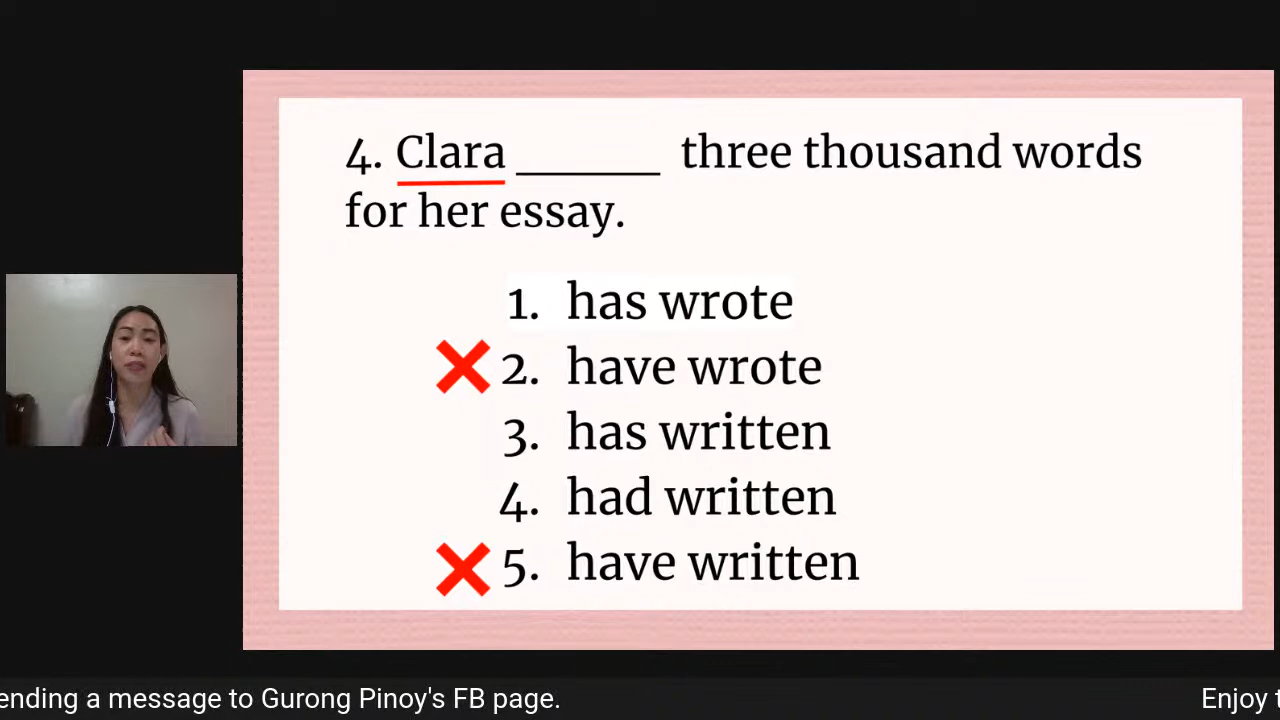 4. Clara ______ three thousand words
for her essay.
1. has wrote
2. have wrote
3. has written
4. had written
5. have written
ending a message to Gurong Pinoy's FB page.
Enjoy